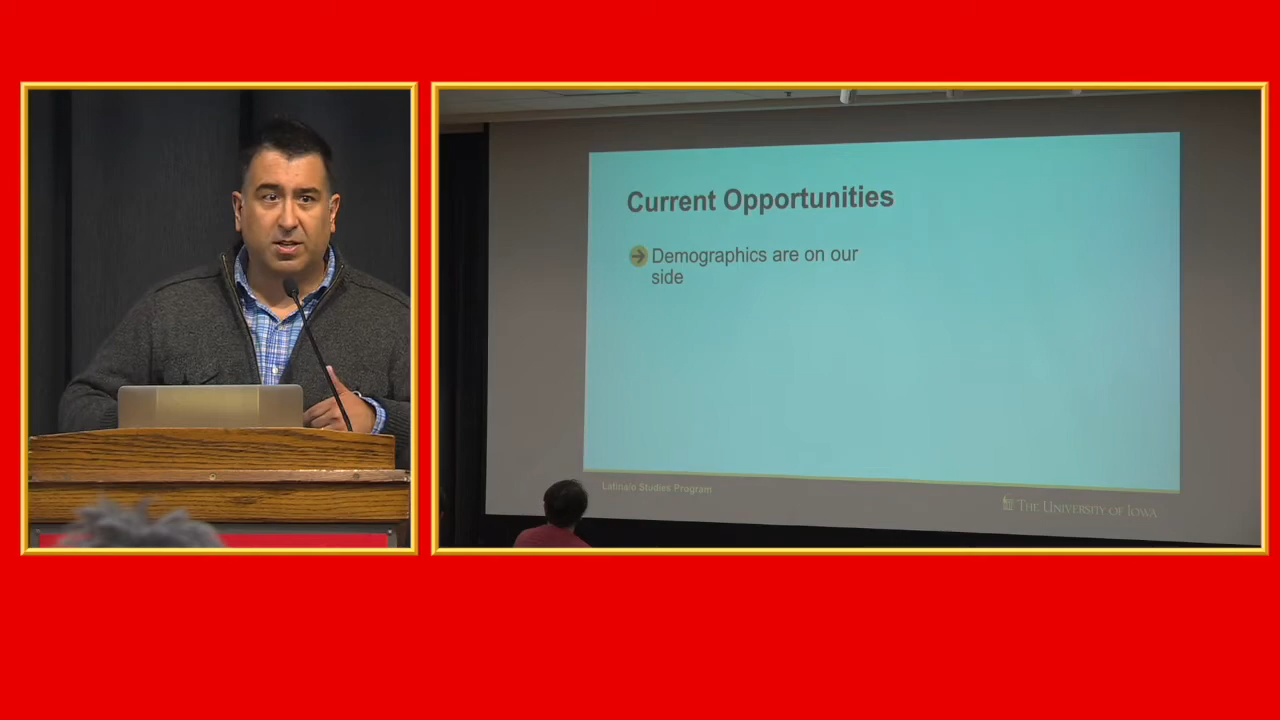 Current Opportunities
Demographics are on our
side
Latina/o Studies Program
THE UNIVERSITY OF IOWA